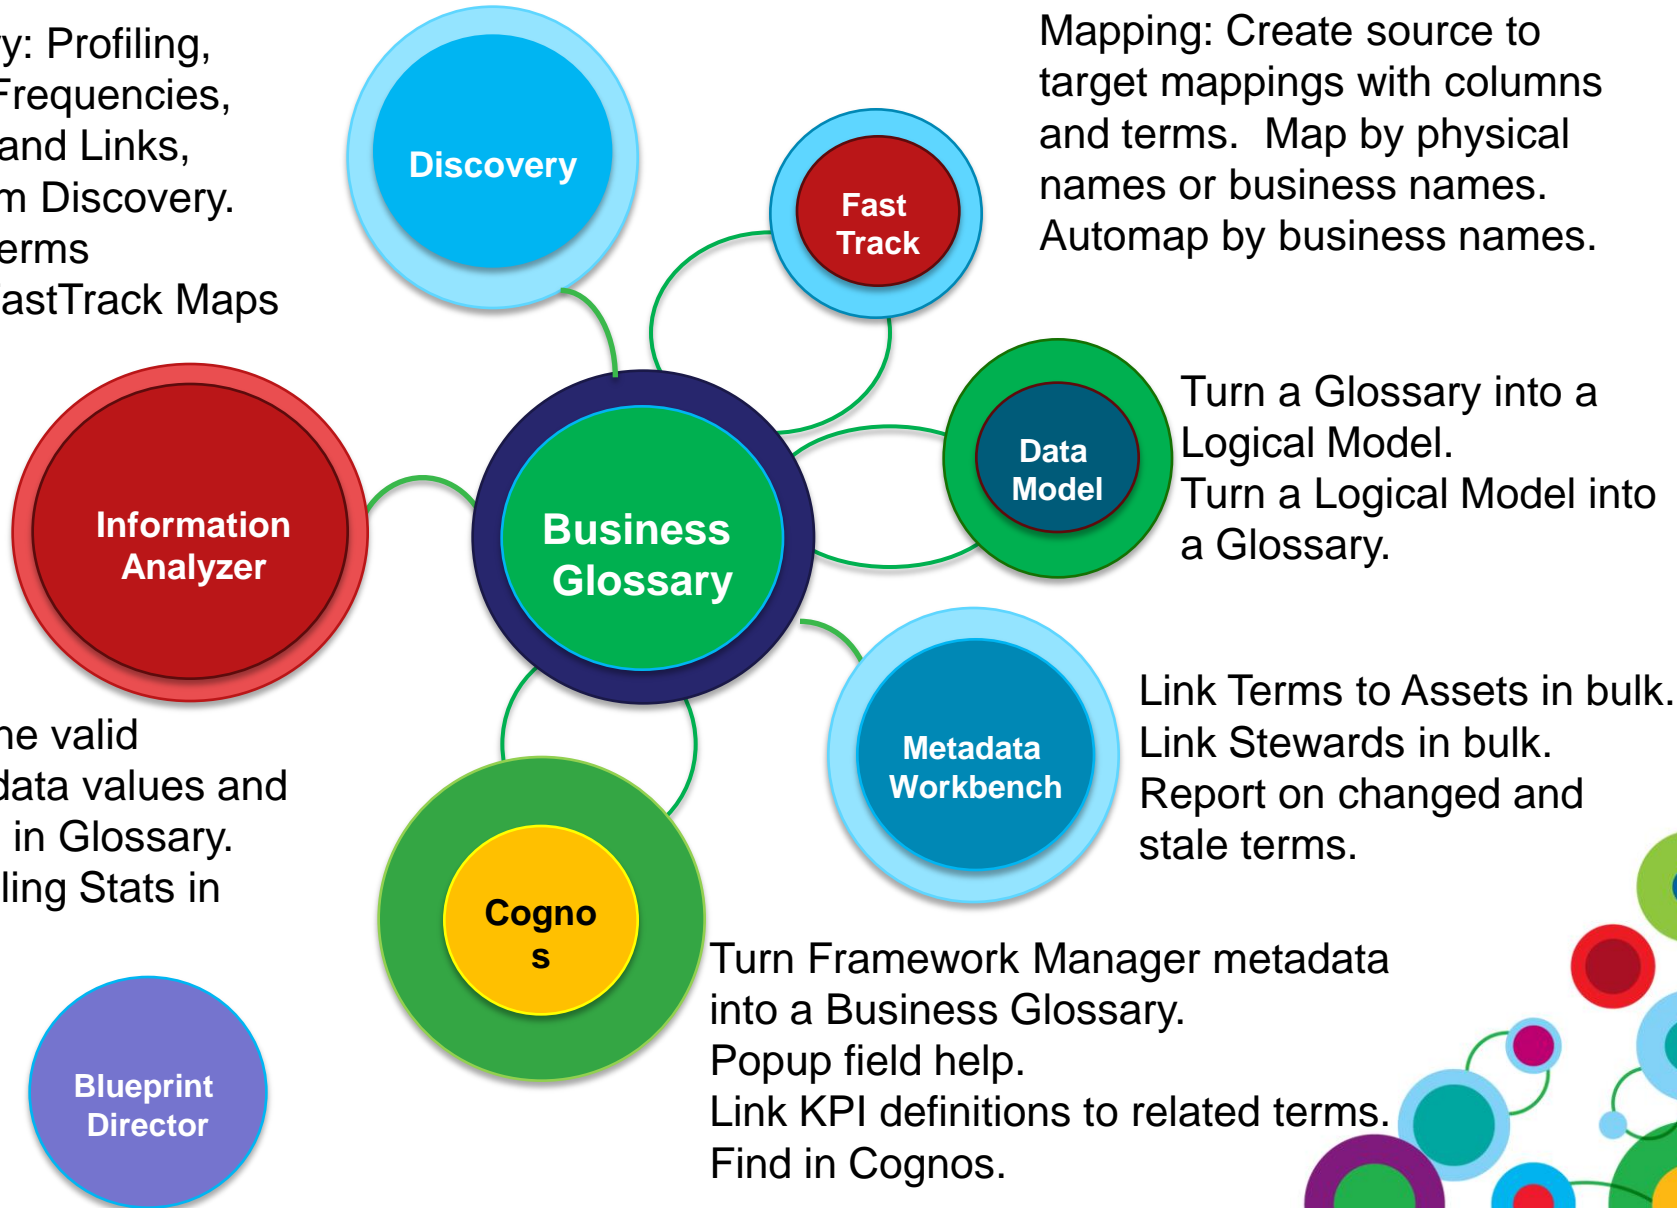 y: Profiling,
Frequencies,
and Links,
m Discovery.
erms
FastTrack Maps
Discovery
Fast
Track
Mapping: Create source to
target mappings with columns
and terms.  Map by physical
names or business names.
Automap by business names.
Information
Analyzer
Business
Glossary
Data
Model
Turn a Glossary into a
Logical Model.
Turn a Logical Model into
a Glossary.
ne valid
data values and
in Glossary.
ling Stats in
Metadata
Workbench
Link Terms to Assets in bulk.
Link Stewards in bulk.
Report on changed and
stale terms.
Cogno
s
Turn Framework Manager metadata
into a Business Glossary.
Popup field help.
Link KPI definitions to related terms.
Find in Cognos.
Blueprint
Director